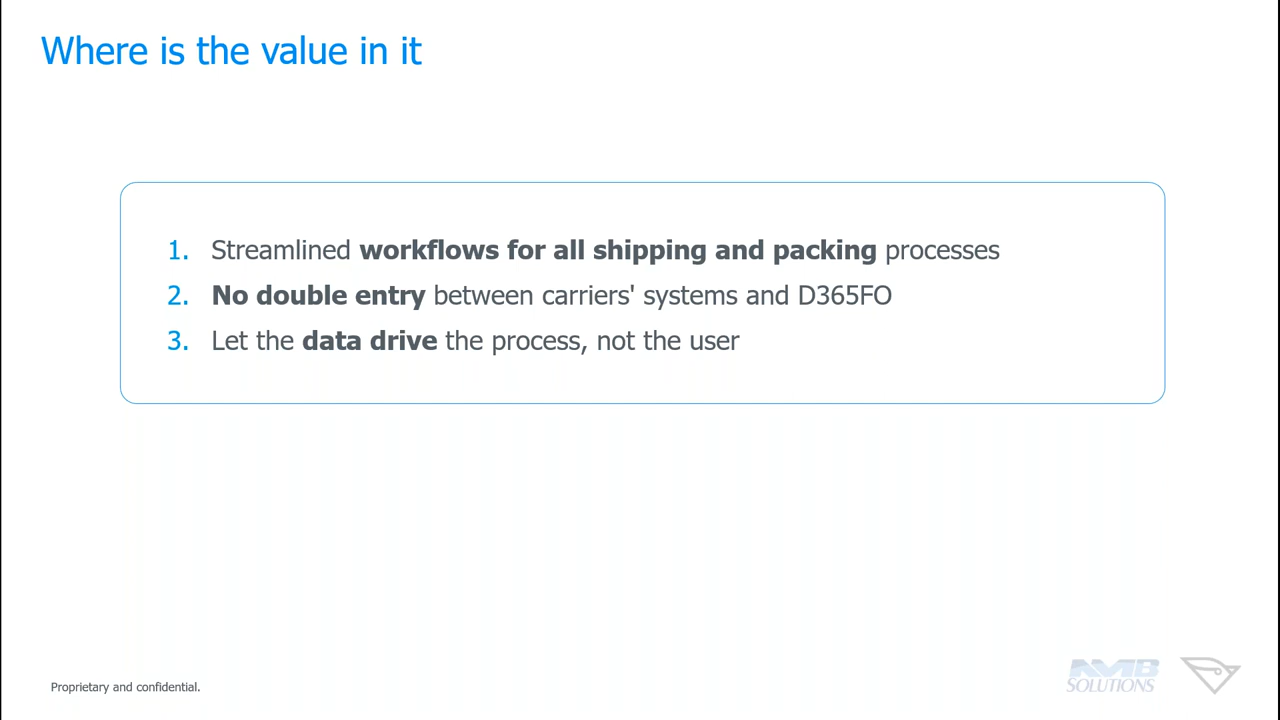 Where is the value in it
1. Streamlined workflows for all shipping and packing processes
2. No double entry between carriers' systems and D365FO
3. Let the data drive the process, not the user
Proprietary and confidential.
NMB
SOLUTIONS